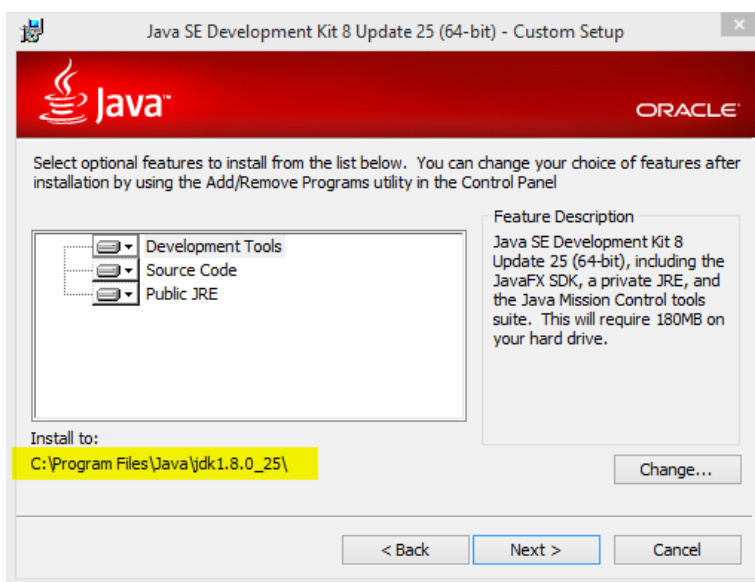 Java SE Development Kit 8 Update 25 (64-bit) - Custom Setup
Java™
ORACLE
Select optional features to install from the list below.  You can change your choice of features after
installation by using the Add/Remove Programs utility in the Control Panel
Development Tools
Source Code
Public JRE
Feature Description
Java SE Development Kit 8
Update 25 (64-bit), including the
JavaFX SDK, a private JRE, and
the Java Mission Control tools
suite.  This will require 180MB on
your hard drive.
Install to:
C:\Program Files\Java\jdk1.8.0_25\
Change...
< Back
Next >
Cancel